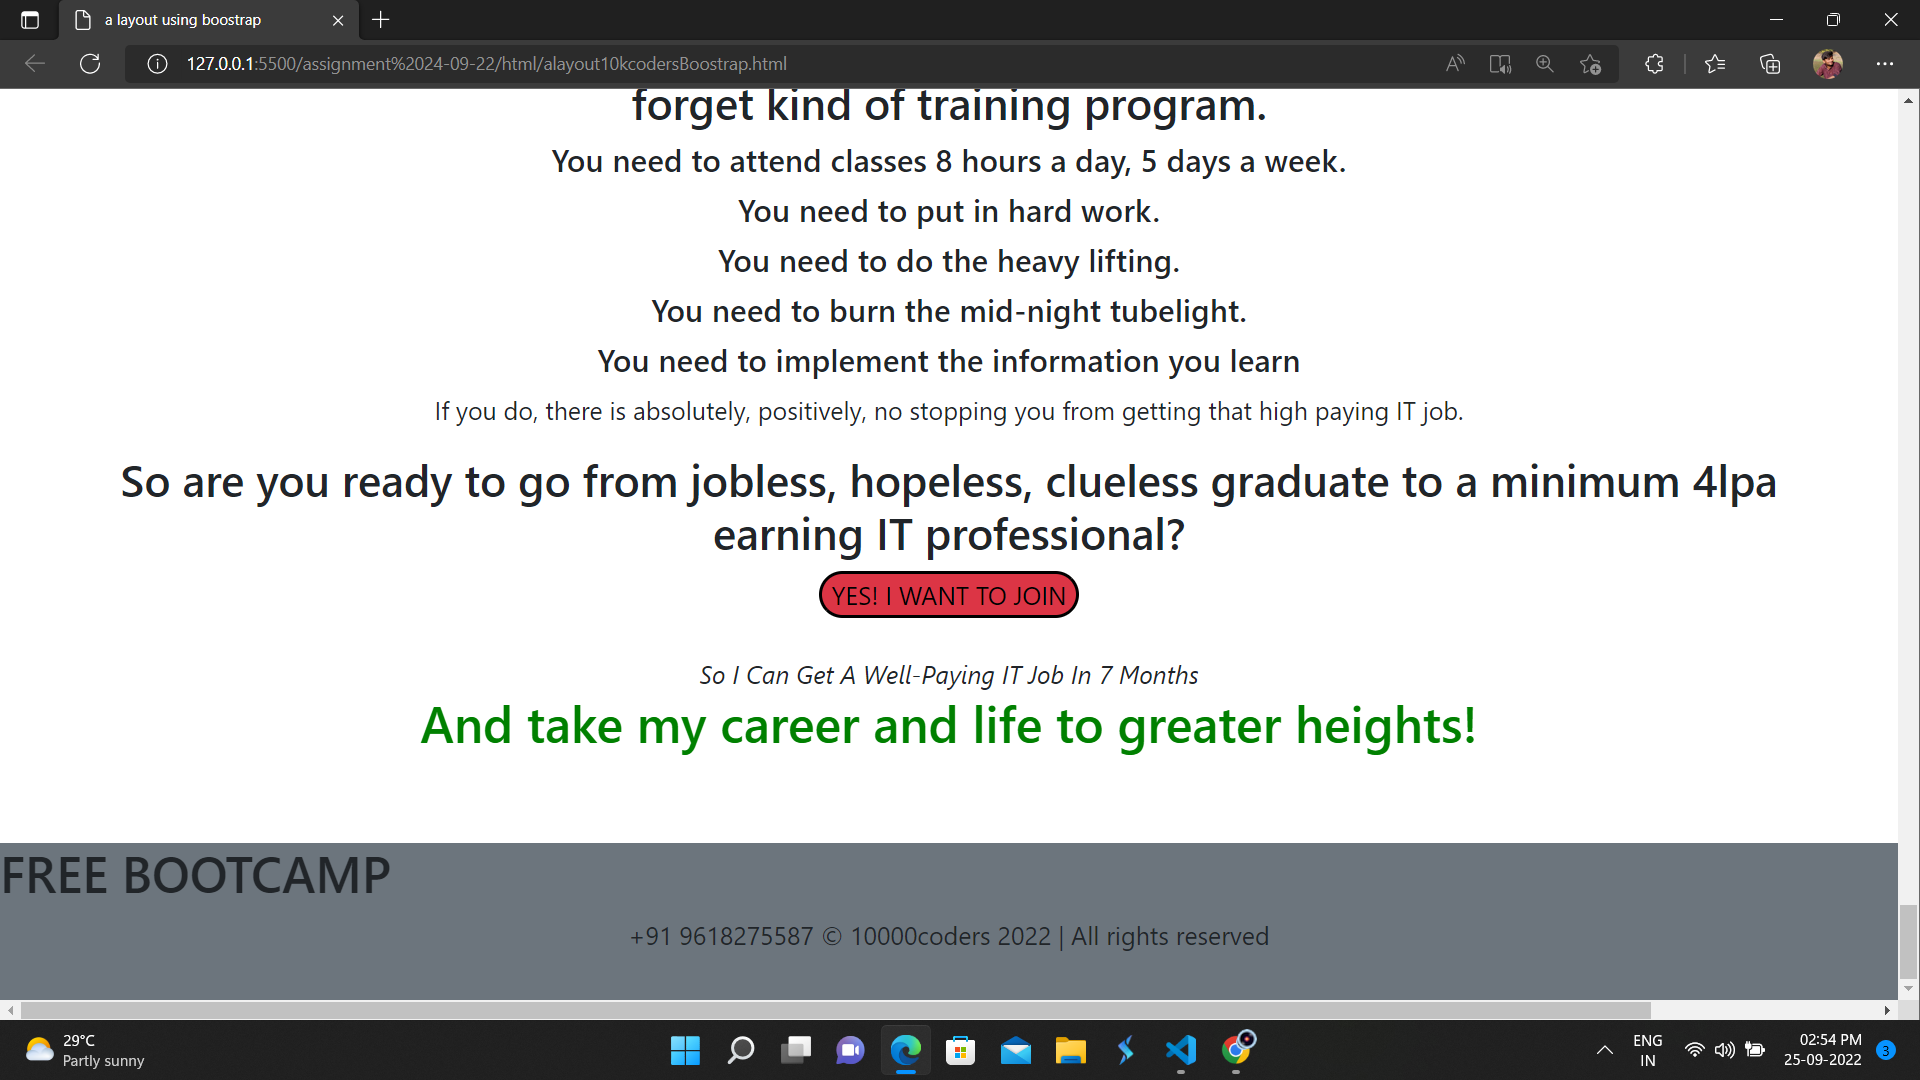 a layout using boostrap
127.0.0.1:5500/assignment%2024-09-22/html/alayout10kcodersBoostrap.html
forget kind of training program.
You need to attend classes 8 hours a day, 5 days a week.
You need to put in hard work.
You need to do the heavy lifting.
You need to burn the mid-night tubelight.
You need to implement the information you learn
If you do, there is absolutely, positively, no stopping you from getting that high paying IT job.
So are you ready to go from jobless, hopeless, clueless graduate to a minimum 4lpa
earning IT professional?
YES! I WANT TO JOIN
So I Can Get A Well-Paying IT Job In 7 Months
And take my career and life to greater heights!
FREE BOOTCAMP
+91 9618275587 © 10000coders 2022 | All rights reserved
29°C
Partly sunny
ENG
IN
02:54 PM
25-09-2022
3